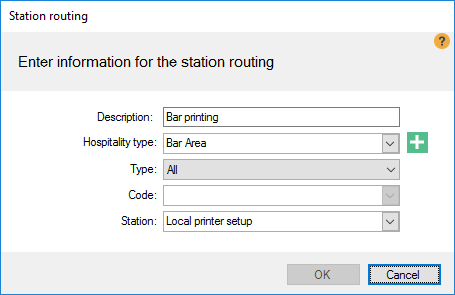 Station routing
?
Enter information for the station routing
Description: Bar printing
Hospitality type: Bar Area
Type: All
Code:
Station: Local printer setup
OK Cancel